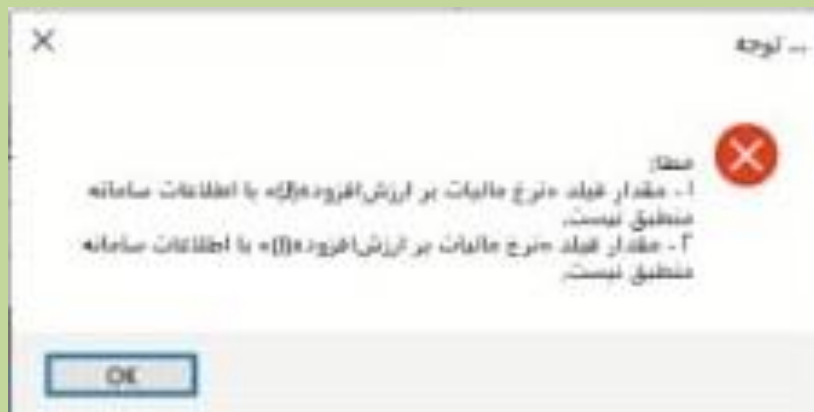 توجه ...
خطا:
۱- مقدار فیلد «نرخ مالیات بر ارزش‌افزوده» با اطلاعات سامانه
منطبق نیست.
۲- مقدار فیلد «نرخ مالیات بر ارزش‌افزوده» با اطلاعات سامانه
منطبق نیست.
OK